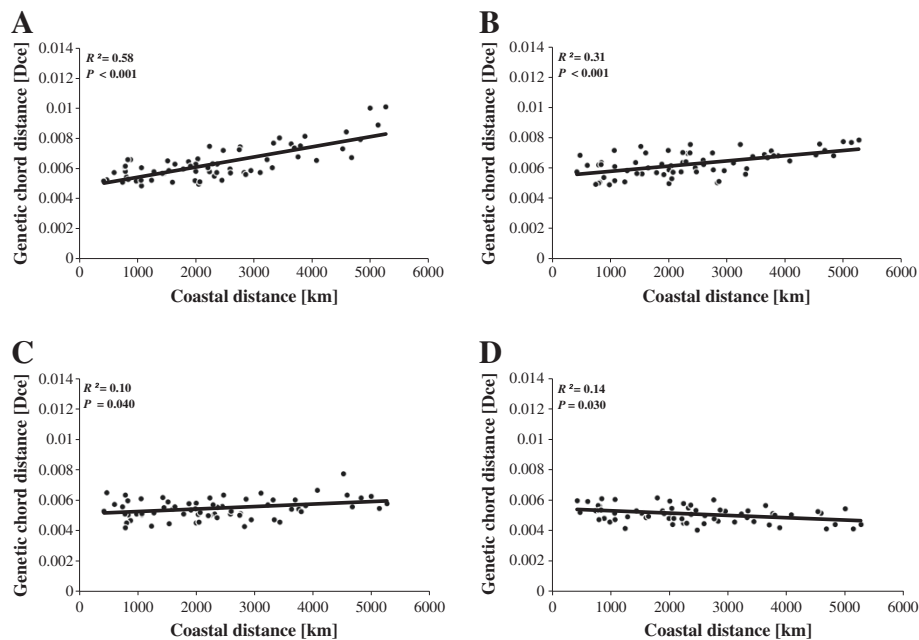 A
R² = 0.58
P < 0.001
Genetic chord distance [Dce]
0.014
0.012
0.01
0.008
0.006
0.004
0.002
0
0 1000 2000 3000 4000 5000 6000
Coastal distance [km]
B
R² = 0.31
P < 0.001
Genetic chord distance [Dce]
0.014
0.012
0.01
0.008
0.006
0.004
0.002
0
0 1000 2000 3000 4000 5000 6000
Coastal distance [km]
C
R² = 0.10
P = 0.040
Genetic chord distance [Dce]
0.014
0.012
0.01
0.008
0.006
0.004
0.002
0
0 1000 2000 3000 4000 5000 6000
Coastal distance [km]
D
R² = 0.14
P = 0.030
Genetic chord distance [Dce]
0.014
0.012
0.01
0.008
0.006
0.004
0.002
0
0 1000 2000 3000 4000 5000 6000
Coastal distance [km]